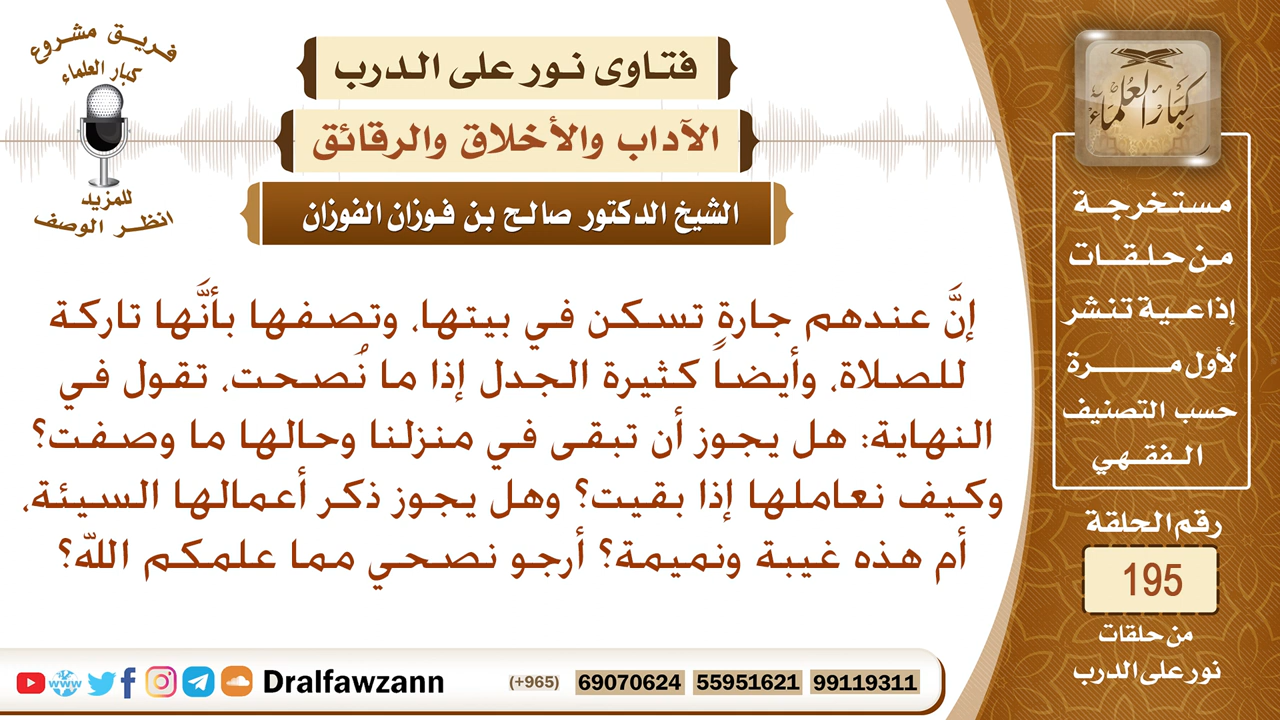 فريق مشروع
كبار العلماء
للمزيد
انظر الوصف
فتاوى نور على الدرب
الآداب والأخلاق والرقائق
الشيخ الدكتور صالح بن فوزان الفوزان
إنَّ عندهم جارةٍ تسكن في بيتها، وتصفها بأنَّها تاركة
للصلاة، وأيضاً كثيرة الجدل إذا ما نُصحت، تقول في
النهاية: هل يجوز أن تبقى في منزلنا وحالها ما وصفت؟
وكيف نعاملها إذا بقيت؟ وهل يجوز ذكر أعمالها السيئة،
أم هذه غيبة ونميمة؟ أرجو نصحي مما علمكم الله؟
كبار العلماء
مستخرجة
من حلقات
إذاعية تنشر
لأول مرة
حسب التصنيف
الفقهي
رقم الحلقة
195
من حلقات
نور على الدرب
www Dralfawzann (+965) 69070624 55951621 99119311